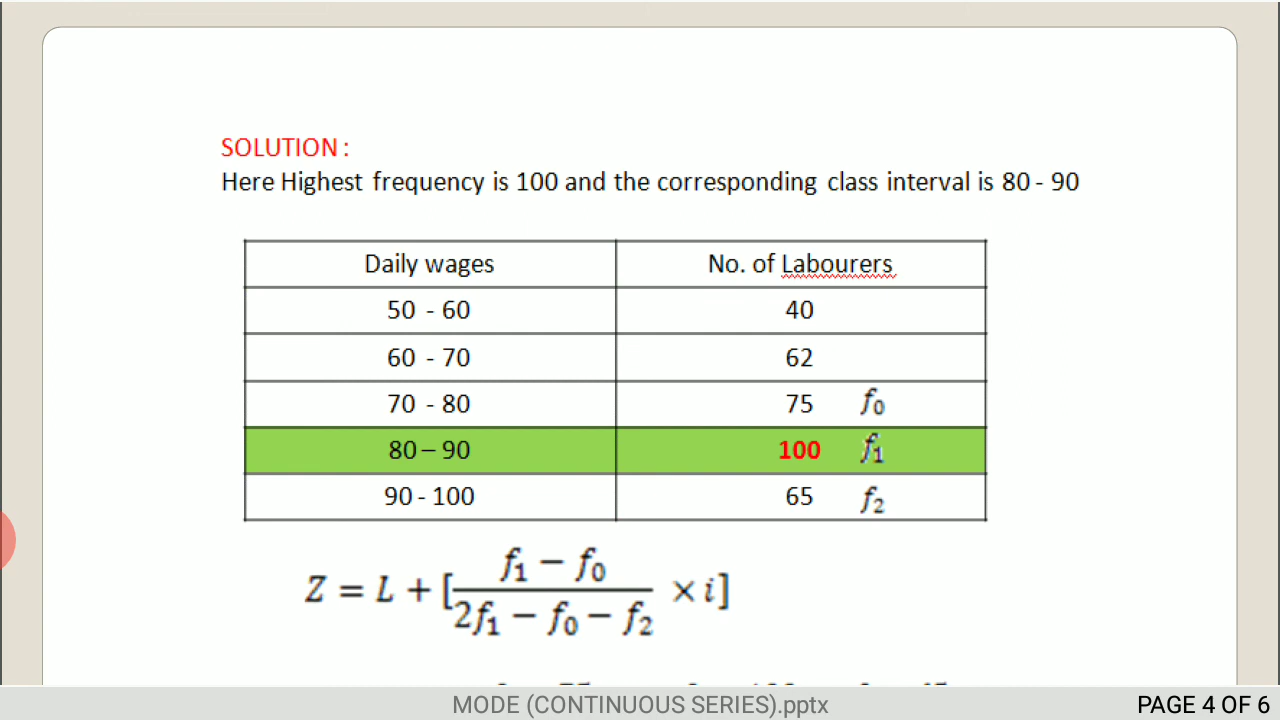 SOLUTION :
Here Highest frequency is 100 and the corresponding class interval is 80 - 90
Daily wages No. of Labourers
50 - 60 40
60 - 70 62
70 - 80 75 f₀
80 – 90 100 f₁
90 - 100 65 f₂
Z = L + [ (f₁ − f₀) / (2f₁ − f₀ − f₂) × i]
MODE (CONTINUOUS SERIES).pptx PAGE 4 OF 6